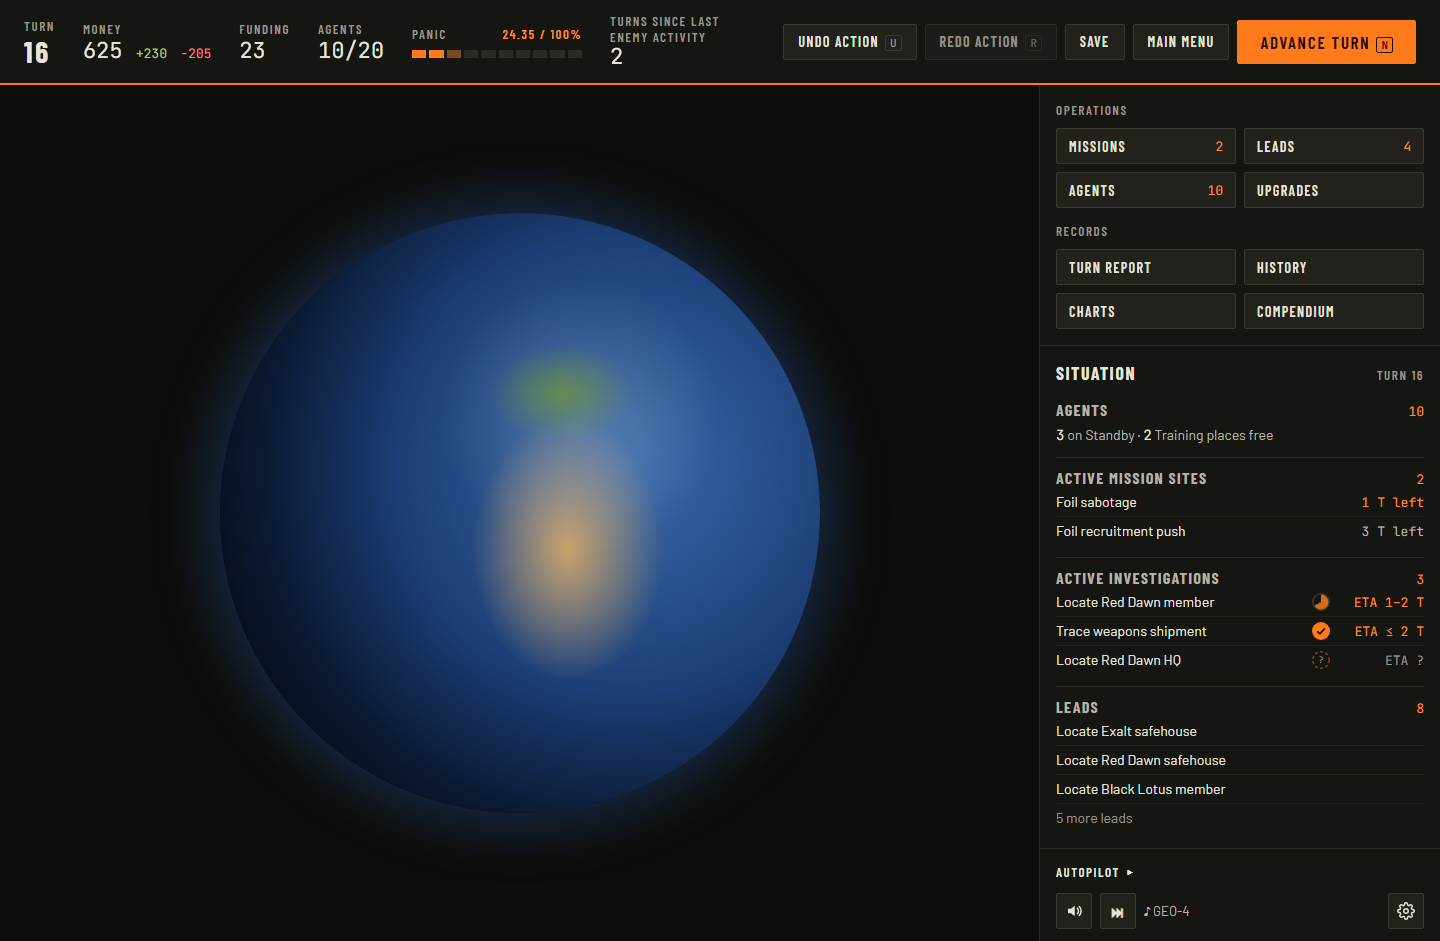 TURN
16
MONEY
625 +230 -205
FUNDING
23
AGENTS
10/20
PANIC 24.35 / 100%
TURNS SINCE LAST
ENEMY ACTIVITY
2
UNDO ACTION U
REDO ACTION R
SAVE
MAIN MENU
ADVANCE TURN N
OPERATIONS
MISSIONS 2
LEADS 4
AGENTS 10
UPGRADES
RECORDS
TURN REPORT
HISTORY
CHARTS
COMPENDIUM
SITUATION TURN 16
AGENTS 10
3 on Standby · 2 Training places free
ACTIVE MISSION SITES 2
Foil sabotage 1 T left
Foil recruitment push 3 T left
ACTIVE INVESTIGATIONS 3
Locate Red Dawn member ETA 1–2 T
Trace weapons shipment ETA ≤ 2 T
Locate Red Dawn HQ ? ETA ?
LEADS 8
Locate Exalt safehouse
Locate Red Dawn safehouse
Locate Black Lotus member
5 more leads
AUTOPILOT ▸
♪ GEO-4